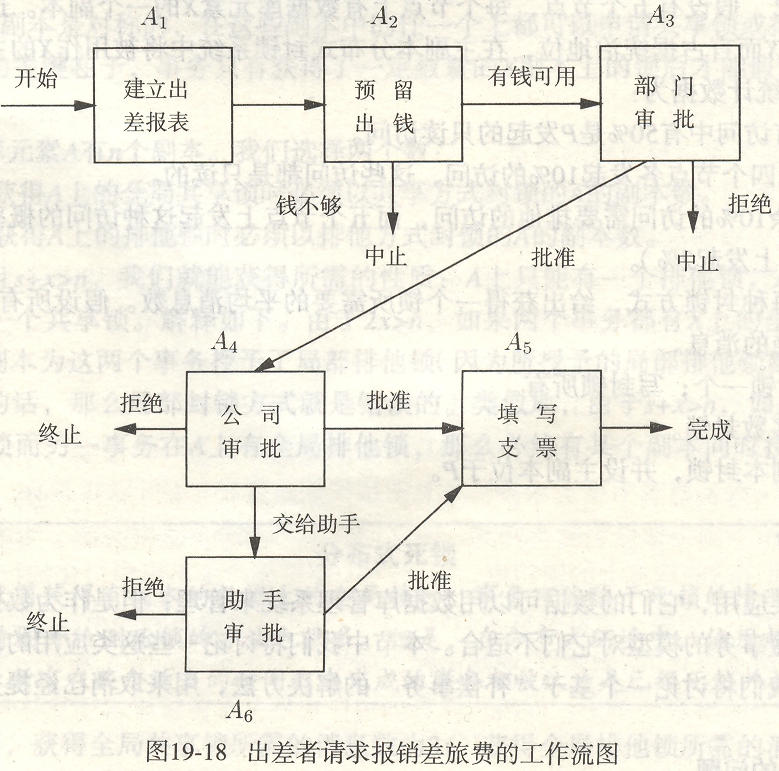 A1
A2
A3
开始
建立出
差报表
预留
出钱
有钱可用
部门
审批
钱不够
中止
批准
拒绝
中止
A4
A5
拒绝
终止
公司
审批
批准
填写
支票
完成
交给助手
拒绝
终止
助手
审批
批准
A6
图19-18 出差者请求报销差旅费的工作流图